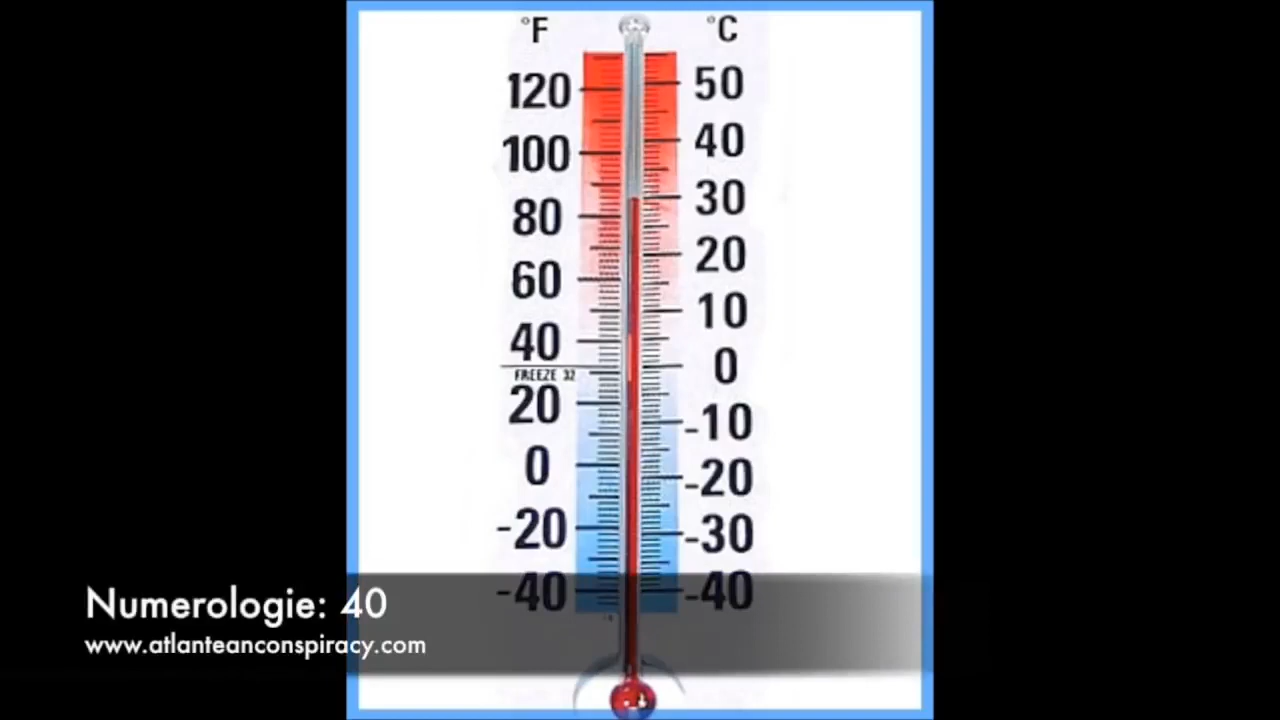 °F °C
120 50
100 40
80 30
60 20
40 10
FREEZE 32 0
20 -10
0 -20
-20 -30
-40 -40
Numerologie: 40
www.atlanteanconspiracy.com